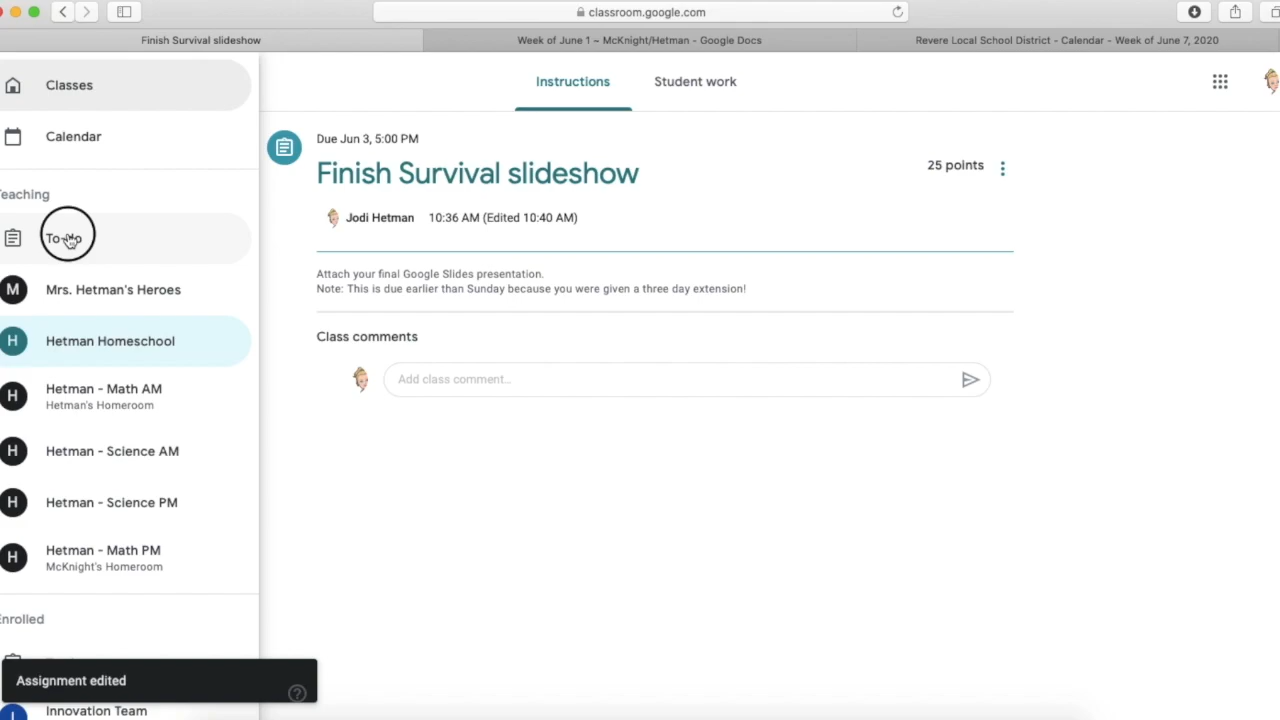 classroom.google.com
Finish Survival slideshow
Week of June 1 ~ McKnight/Hetman - Google Docs
Revere Local School District - Calendar - Week of June 7, 2020
Classes
Calendar
Teaching
M Mrs. Hetman's Heroes
H Hetman Homeschool
H Hetman - Math AM
Hetman's Homeroom
H Hetman - Science AM
H Hetman - Science PM
H Hetman - Math PM
McKnight's Homeroom
Enrolled
Assignment edited
Innovation Team
Instructions
Student work
Due Jun 3, 5:00 PM
Finish Survival slideshow
25 points
Jodi Hetman 10:36 AM (Edited 10:40 AM)
Attach your final Google Slides presentation.
Note: This is due earlier than Sunday because you were given a three day extension!
Class comments
Add class comment...